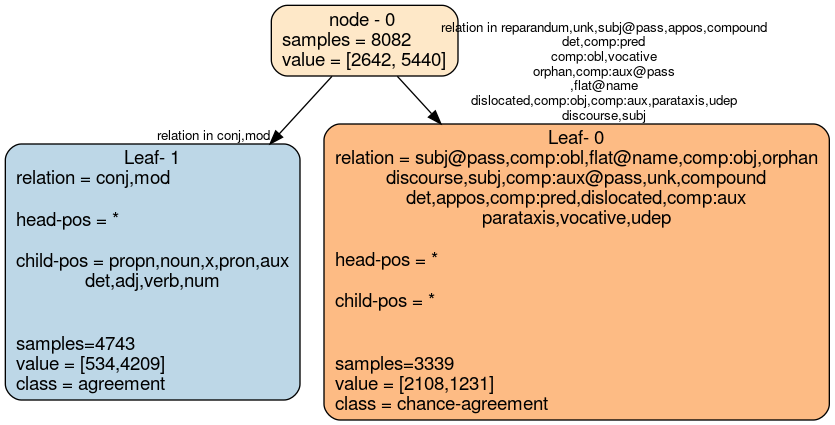 node - 0
samples = 8082
value = [2642, 5440]
relation in reparandum,unk,subj@pass,appos,compound
det,comp:pred
comp:obl,vocative
orphan,comp:aux@pass
,flat@name
dislocated,comp:obj,comp:aux,parataxis,udep
discourse,subj
relation in conj,mod
Leaf- 1
relation = conj,mod
head-pos = *
child-pos = propn,noun,x,pron,aux
det,adj,verb,num
samples=4743
value = [534,4209]
class = agreement
Leaf- 0
relation = subj@pass,comp:obl,flat@name,comp:obj,orphan
discourse,subj,comp:aux@pass,unk,compound
det,appos,comp:pred,dislocated,comp:aux
parataxis,vocative,udep
head-pos = *
child-pos = *
samples=3339
value = [2108,1231]
class = chance-agreement